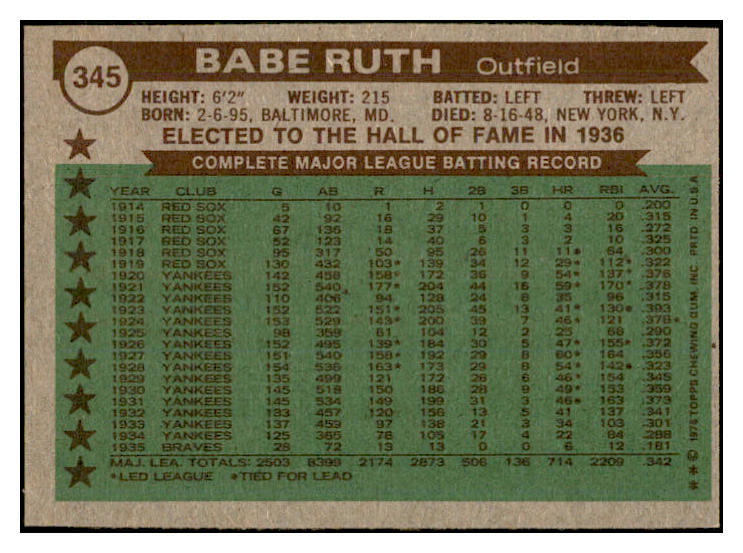 345
BABE RUTH Outfield
HEIGHT: 6'2" WEIGHT: 215 BATTED: LEFT THREW: LEFT
BORN: 2-6-95, BALTIMORE, MD. DIED: 8-16-48, NEW YORK, N.Y.
ELECTED TO THE HALL OF FAME IN 1936
COMPLETE MAJOR LEAGUE BATTING RECORD
YEAR CLUB G AB R H 2B 3B HR RBI AVG.
1914 RED SOX 5 10 1 2 1 0 0 0 .200
1915 RED SOX 42 92 16 29 10 1 4 20 .315
1916 RED SOX 67 136 18 37 5 3 3 16 .272
1917 RED SOX 52 123 14 40 6 3 2 10 .325
1918 RED SOX 95 317 50 95 26 11 11* 64 .300
1919 RED SOX 130 432 103* 139 34 12 29* 112* .322
1920 YANKEES 142 458 158* 172 36 9 54* 137* .376
1921 YANKEES 152 540 177* 204 44 16 59* 170* .378
1922 YANKEES 110 406 94 128 24 8 35 96 .315
1923 YANKEES 152 522 151* 205 45 13 41* 130* .393
1924 YANKEES 153 529 143* 200 39 7 46* 121 .378*
1925 YANKEES 98 359 61 104 12 2 25 66 .290
1926 YANKEES 152 495 139* 184 30 5 47* 155* .372
1927 YANKEES 151 540 158* 192 29 8 60* 164 .356
1928 YANKEES 154 536 163* 173 29 8 54* 142* .323
1929 YANKEES 135 499 121 172 26 6 46* 154 .345
1930 YANKEES 145 518 150 186 28 9 49* 153 .359
1931 YANKEES 145 534 149 199 31 3 46* 163 .373
1932 YANKEES 133 457 120 156 13 5 41 137 .341
1933 YANKEES 137 459 97 138 21 3 34 103 .301
1934 YANKEES 125 365 78 105 17 4 22 84 .288
1935 BRAVES 28 72 13 13 0 0 6 12 .181
MAJ. LEA. TOTALS: 2503 8399 2174 2873 506 136 714 2209 .342
*LED LEAGUE *TIED FOR LEAD
** © 1976 TOPPS CHEWING GUM, INC. PRTD. IN U.S.A.